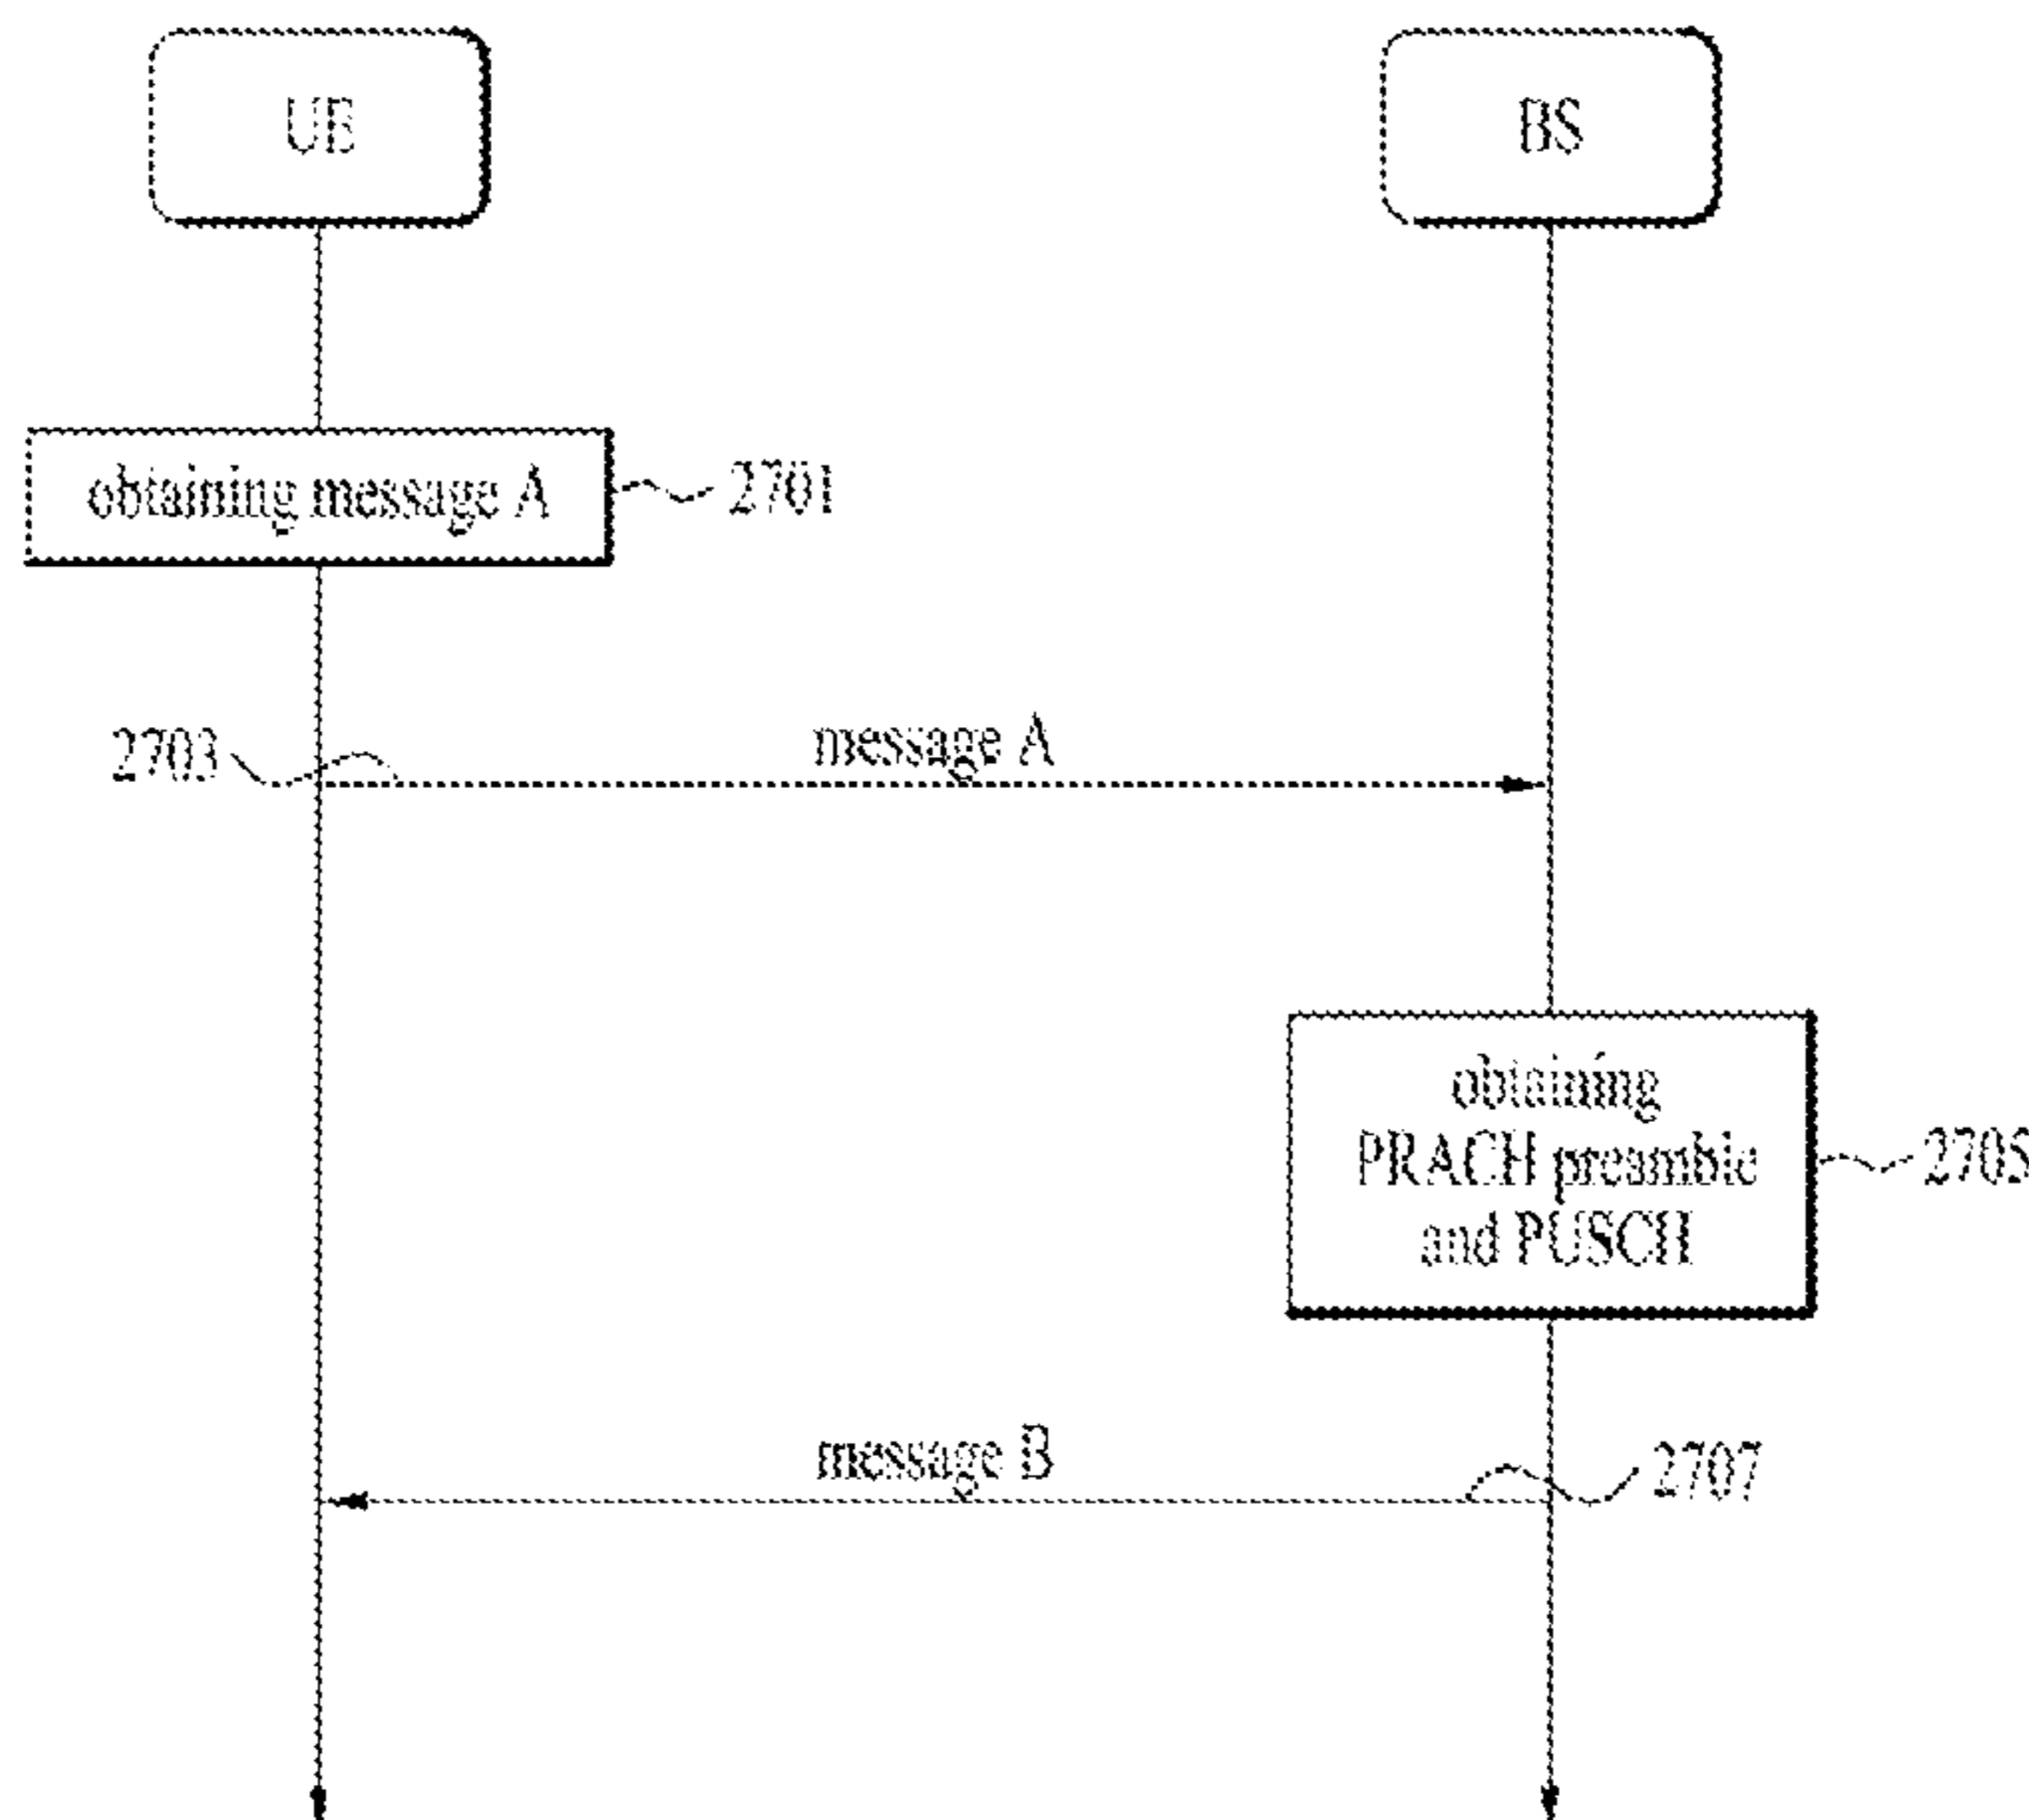 UE
BS
obtaining message A
2701
2703
message A
obtaining
PRACH preamble
and PUSCH
2705
message B
2707